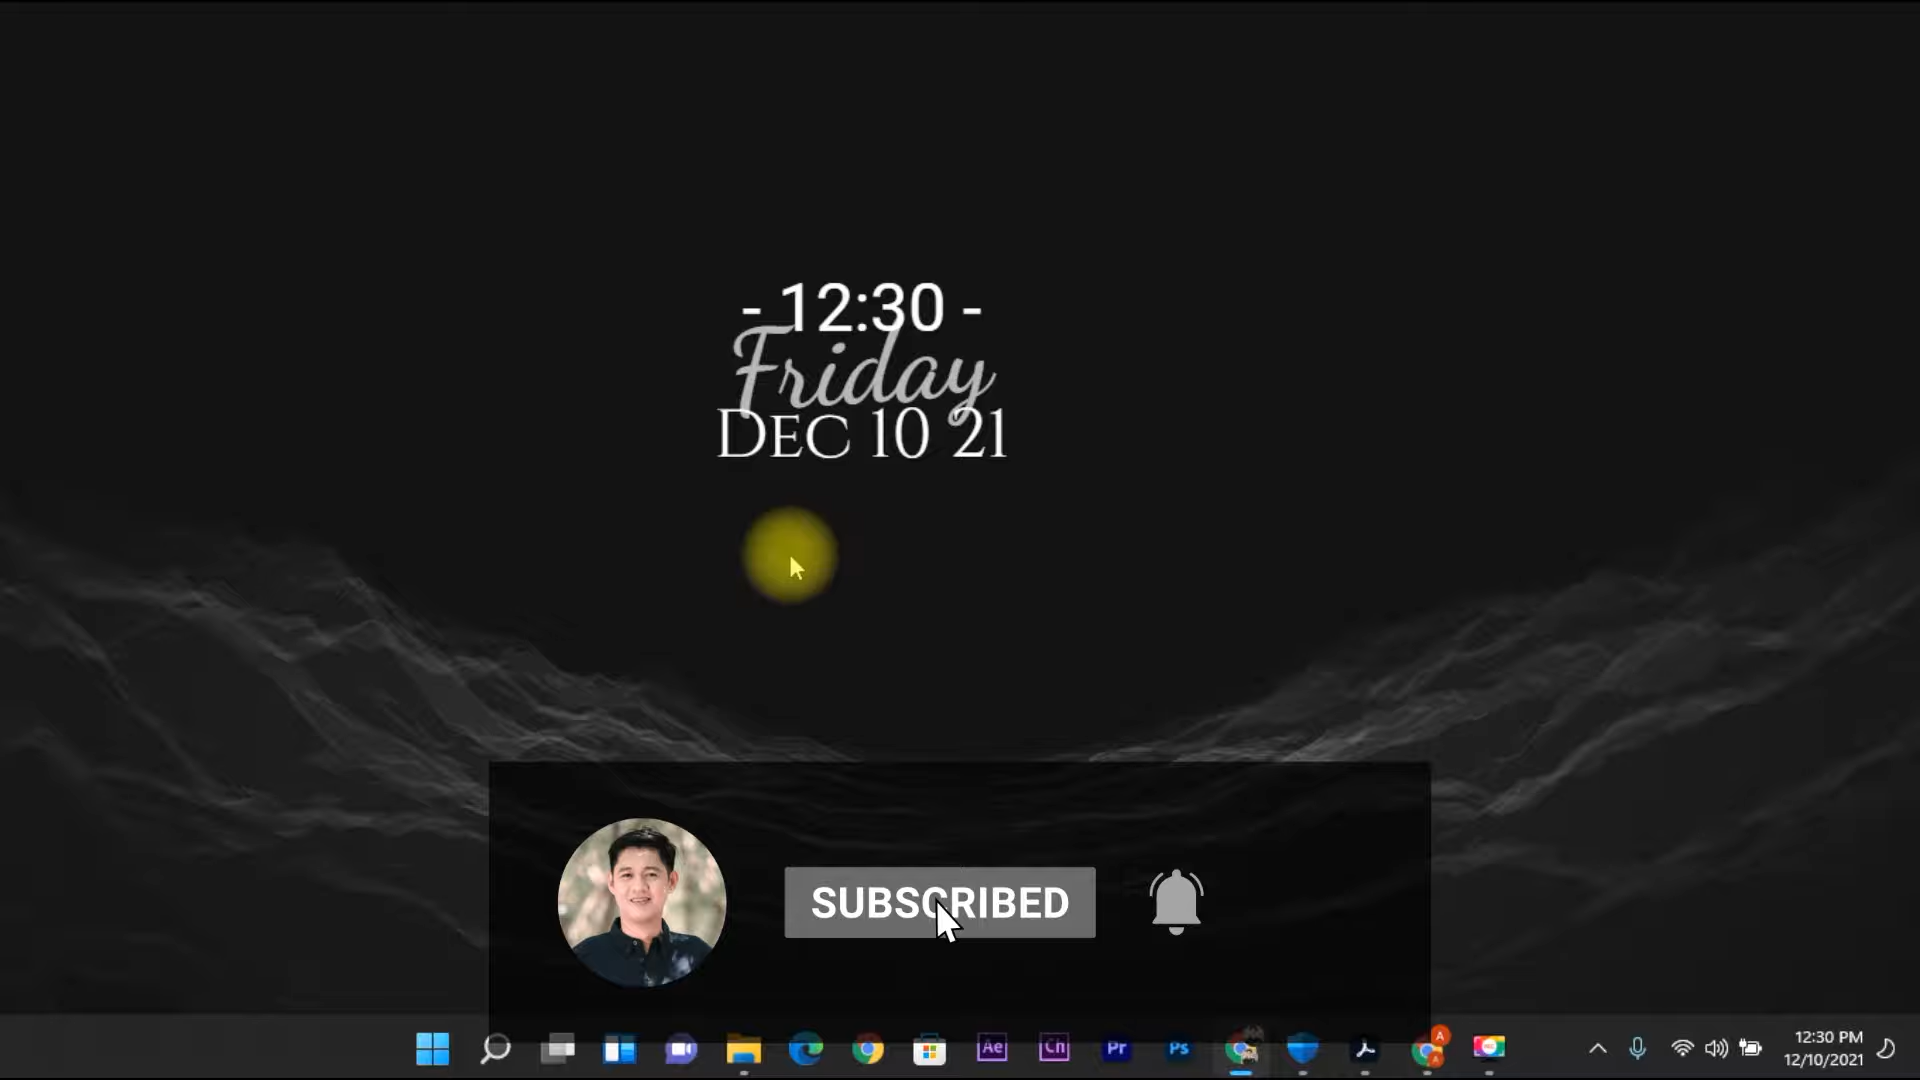 - 12:30 -
Friday
DEC 10 21
SUBSCRIBED
Ae Ch Pr Ps A A
12:30 PM
12/10/2021